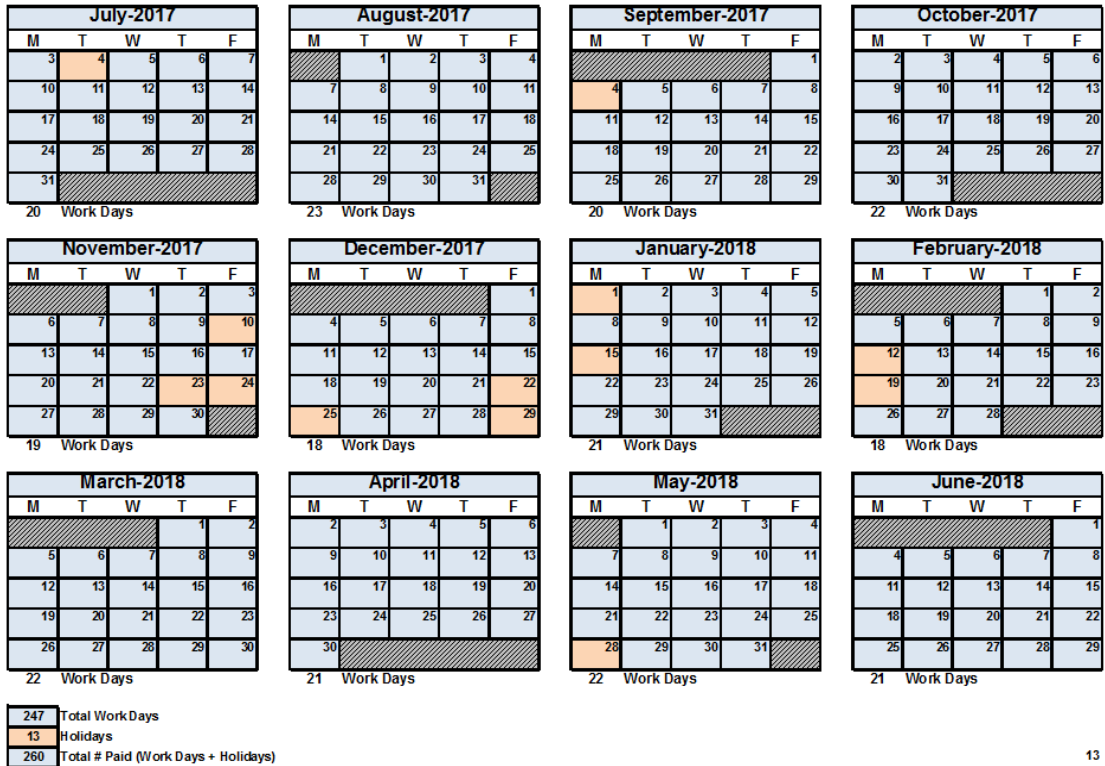 July-2017 August-2017 September-2017 October-2017
M T W T F M T W T F M T W T F M T W T F
3 4 5 6 7 1 2 3 4 1 2 3 4 5 6
10 11 12 13 14 7 8 9 10 11 4 5 6 7 8 9 10 11 12 13
17 18 19 20 21 14 15 16 17 18 11 12 13 14 15 16 17 18 19 20
24 25 26 27 28 21 22 23 24 25 18 19 20 21 22 23 24 25 26 27
31 28 29 30 31 25 26 27 28 29 30 31
20 Work Days 23 Work Days 20 Work Days 22 Work Days
November-2017 December-2017 January-2018 February-2018
M T W T F M T W T F M T W T F M T W T F
1 2 3 1 1 2 3 4 5 1 2
6 7 8 9 10 4 5 6 7 8 8 9 10 11 12 5 6 7 8 9
13 14 15 16 17 11 12 13 14 15 15 16 17 18 19 12 13 14 15 16
20 21 22 23 24 18 19 20 21 22 22 23 24 25 26 19 20 21 22 23
27 28 29 30 25 26 27 28 29 29 30 31 26 27 28
19 Work Days 18 Work Days 21 Work Days 18 Work Days
March-2018 April-2018 May-2018 June-2018
M T W T F M T W T F M T W T F M T W T F
1 2 2 3 4 5 6 1 2 3 4 1
5 6 7 8 9 9 10 11 12 13 7 8 9 10 11 4 5 6 7 8
12 13 14 15 16 16 17 18 19 20 14 15 16 17 18 11 12 13 14 15
19 20 21 22 23 23 24 25 26 27 21 22 23 24 25 18 19 20 21 22
26 27 28 29 30 30 28 29 30 31 25 26 27 28 29
22 Work Days 21 Work Days 22 Work Days 21 Work Days
247 Total Work Days
13 Holidays
260 Total # Paid (Work Days + Holidays) 13